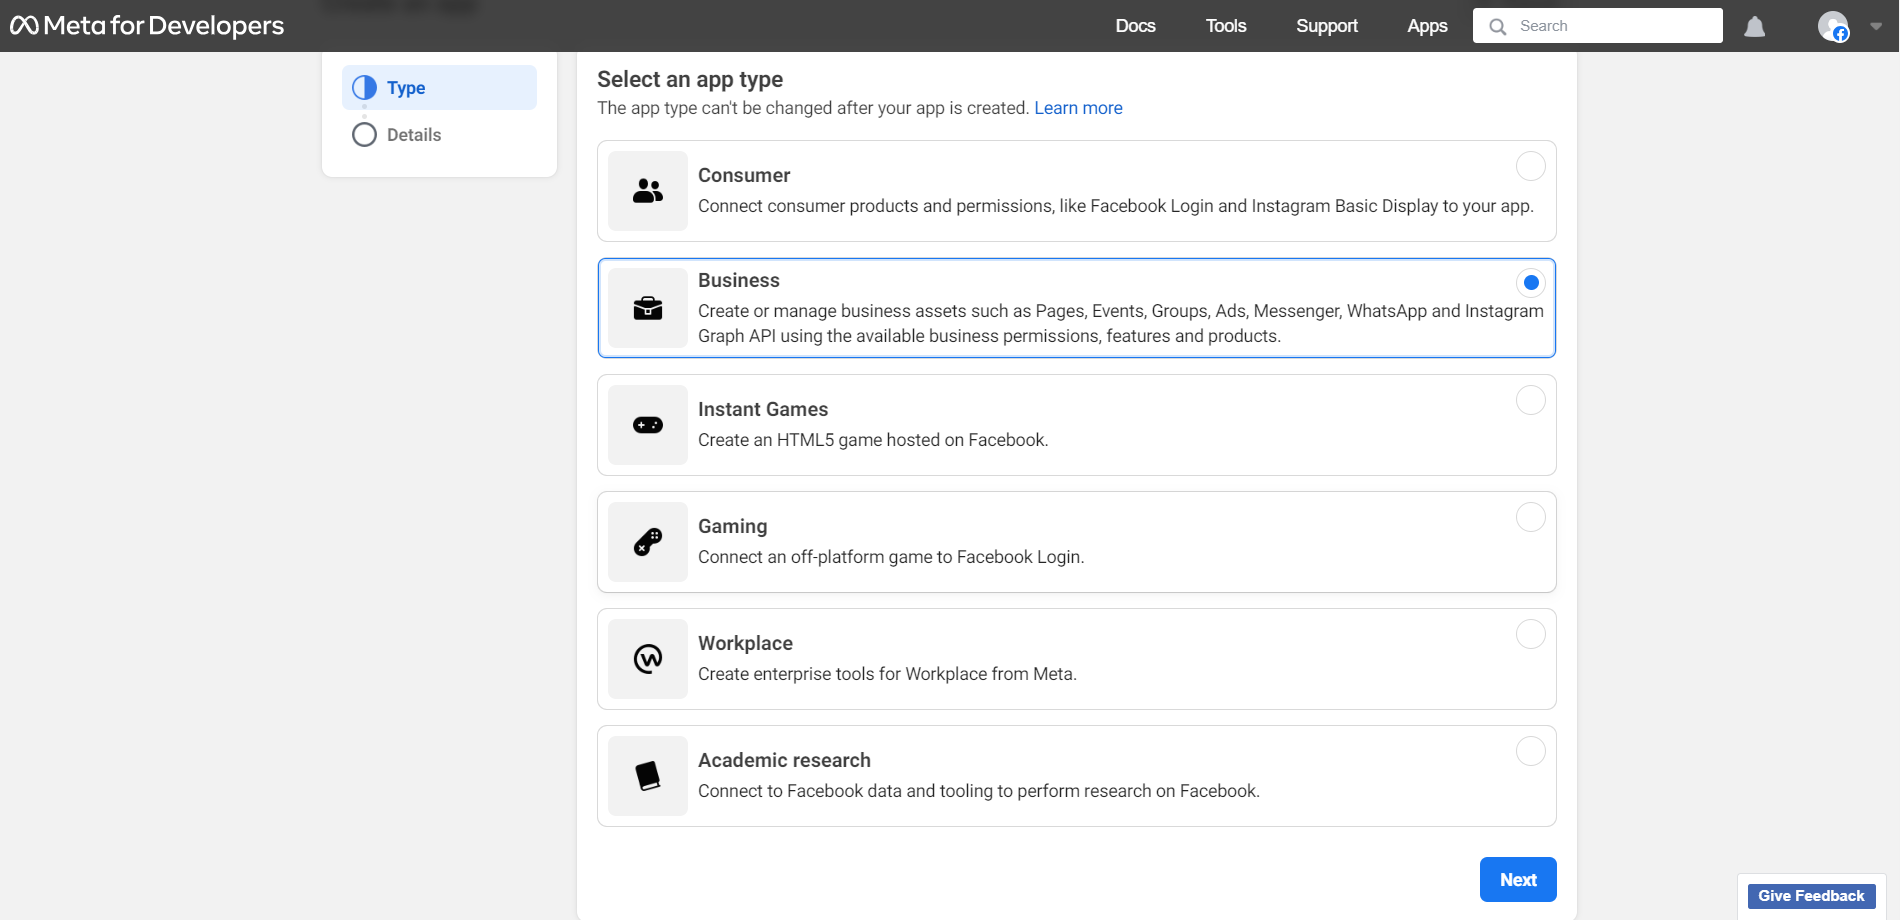 Meta for Developers
Docs
Tools
Support
Apps
Search
Type
Details
Select an app type
The app type can't be changed after your app is created. Learn more
Consumer
Connect consumer products and permissions, like Facebook Login and Instagram Basic Display to your app.
Business
Create or manage business assets such as Pages, Events, Groups, Ads, Messenger, WhatsApp and Instagram
Graph API using the available business permissions, features and products.
Instant Games
Create an HTML5 game hosted on Facebook.
Gaming
Connect an off-platform game to Facebook Login.
Workplace
Create enterprise tools for Workplace from Meta.
Academic research
Connect to Facebook data and tooling to perform research on Facebook.
Next
Give Feedback